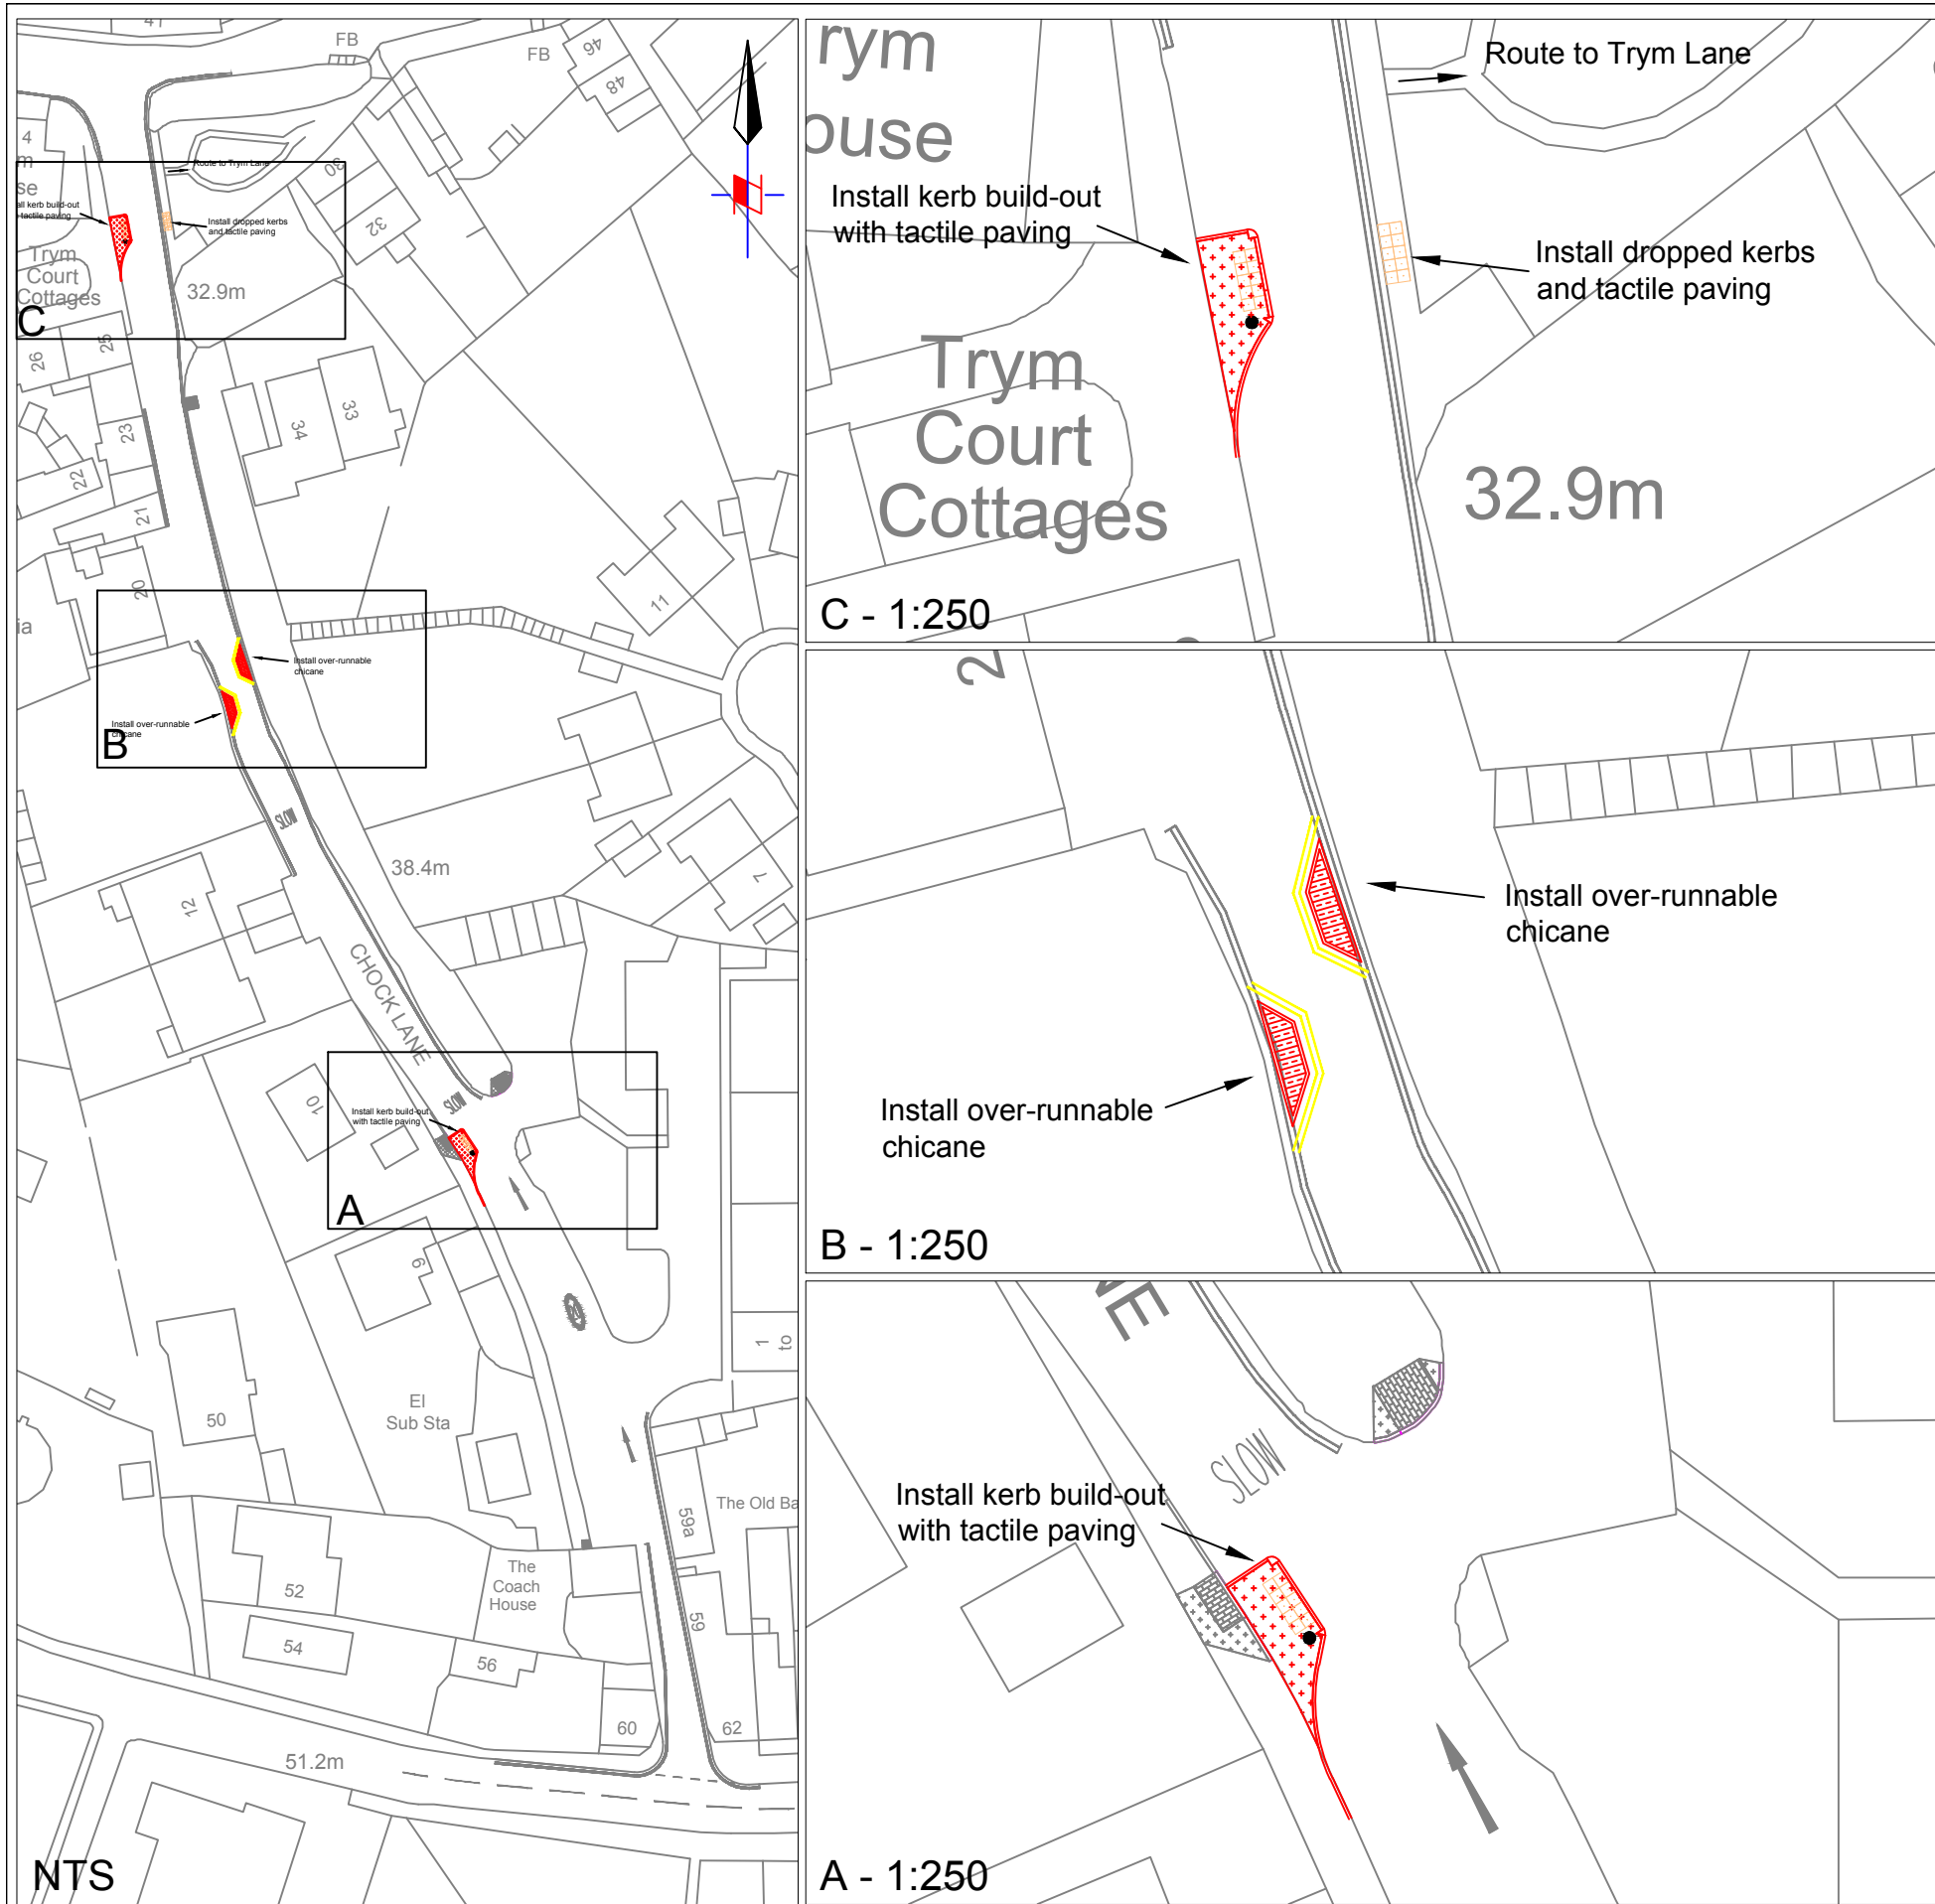 41
FB
FB
46
48
4
m
se
Route to Trym Lane
all kerb build-out
tactile paving
Install dropped kerbs
and tactile paving
30
32
Trym
Court
Cottages
32.9m
C
25
26
33
34
23
22
21
20
11
ia
Install over-runnable
chicane
Install over-runnable
chicane
B
SLOW
38.4m
7
12
CHOCK LANE
SLOW
10
Install kerb build-out
with tactile paving
A
9
1
to
El
Sub Sta
50
The Old Ba
59a
The
Coach
House
52
54
56
59
60
62
51.2m
NTS
rym
ouse
Route to Trym Lane
Install kerb build-out
with tactile paving
Install dropped kerbs
and tactile paving
Trym
Court
Cottages
32.9m
C - 1:250
2
Install over-runnable
chicane
Install over-runnable
chicane
B - 1:250
NE
SLOW
Install kerb build-out
with tactile paving
A - 1:250